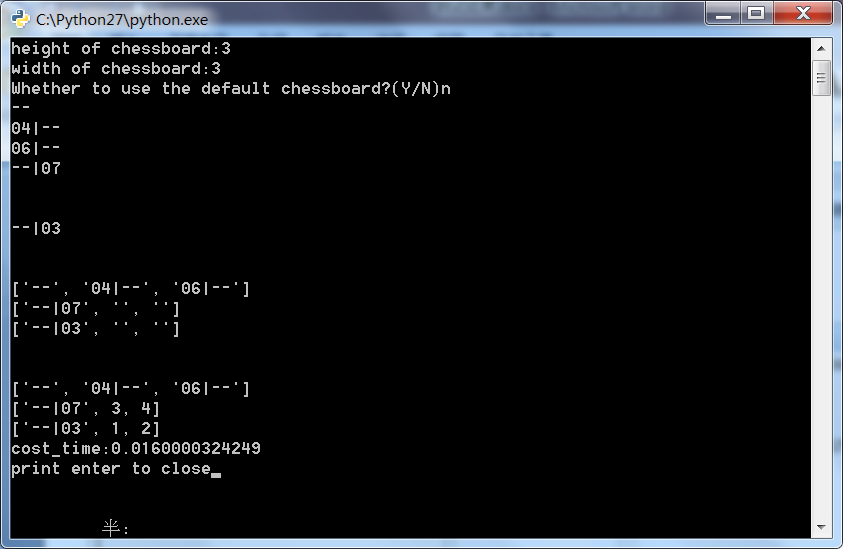 C:\Python27\python.exe
height of chessboard:3
width of chessboard:3
Whether to use the default chessboard?(Y/N)n
--
04|--
06|--
--|07
--|03
['--', '04|--', '06|--']
['--|07', '', '']
['--|03', '', '']
['--', '04|--', '06|--']
['--|07', 3, 4]
['--|03', 1, 2]
cost_time:0.0160000324249
print enter to close_
半: